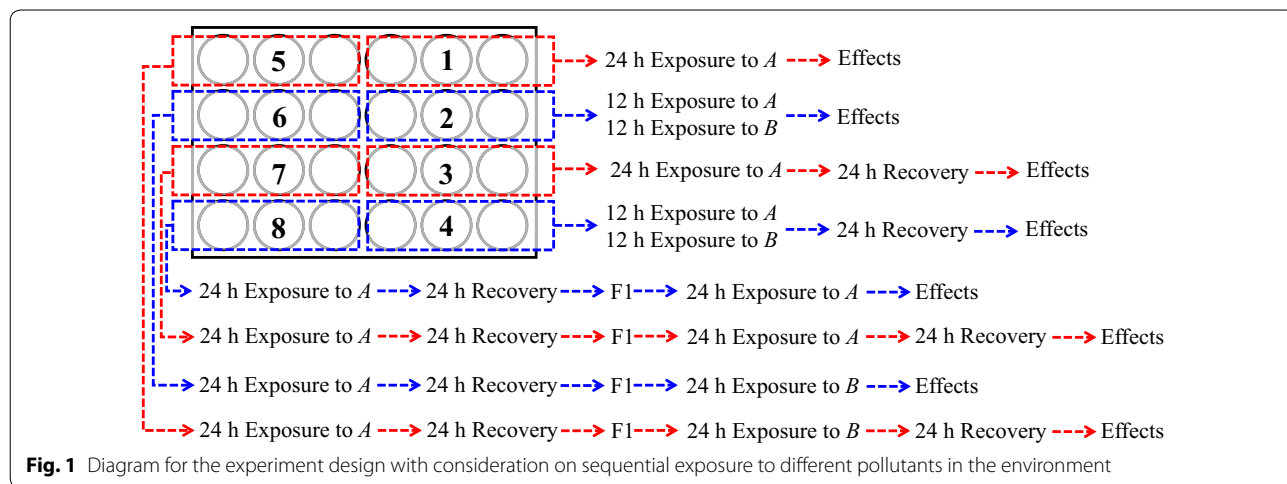 5 1 24 h Exposure to A Effects
12 h Exposure to A
6 2 Effects
12 h Exposure to B
7 3 24 h Exposure to A 24 h Recovery Effects
12 h Exposure to A
8 4 24 h Recovery Effects
12 h Exposure to B
24 h Exposure to A 24 h Recovery F1 24 h Exposure to A Effects
24 h Exposure to A 24 h Recovery F1 24 h Exposure to A 24 h Recovery Effects
24 h Exposure to A 24 h Recovery F1 24 h Exposure to B Effects
24 h Exposure to A 24 h Recovery F1 24 h Exposure to B 24 h Recovery Effects
Fig. 1 Diagram for the experiment design with consideration on sequential exposure to different pollutants in the environment